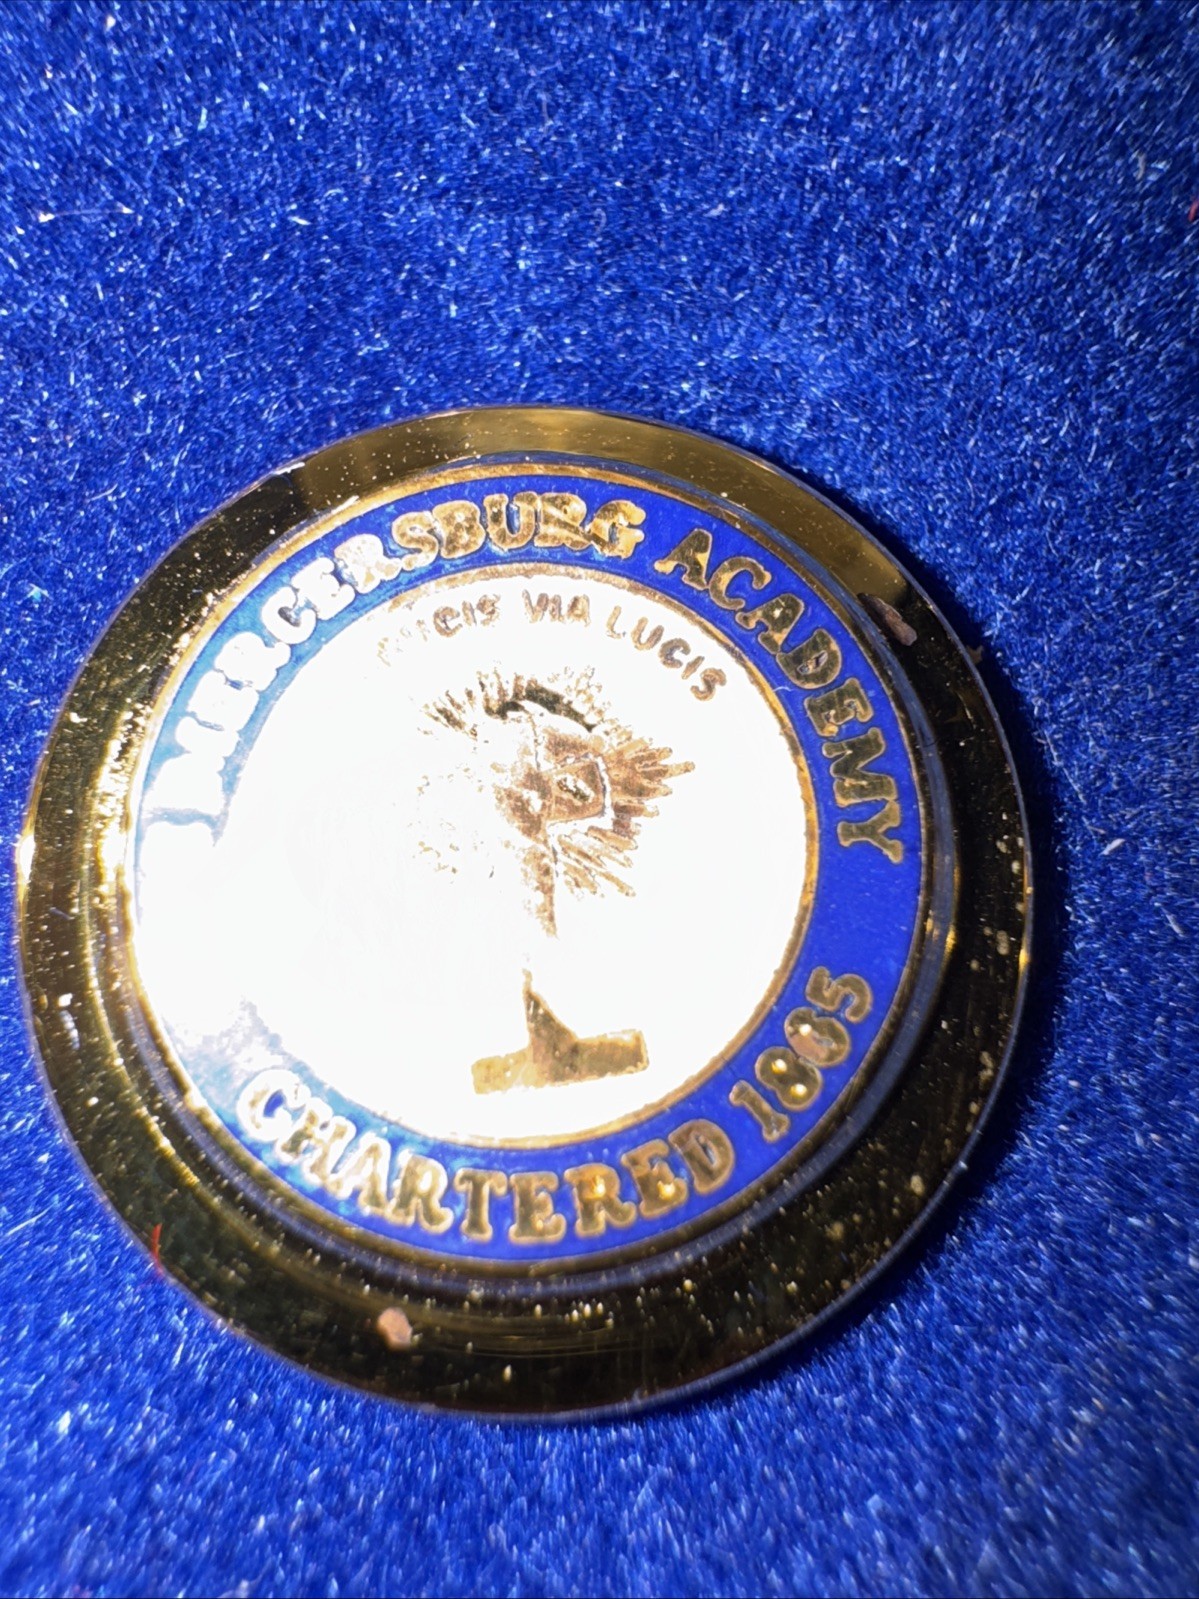 MERCERSBURG ACADEMY
VIA LUCIS
CHARTERED 1865